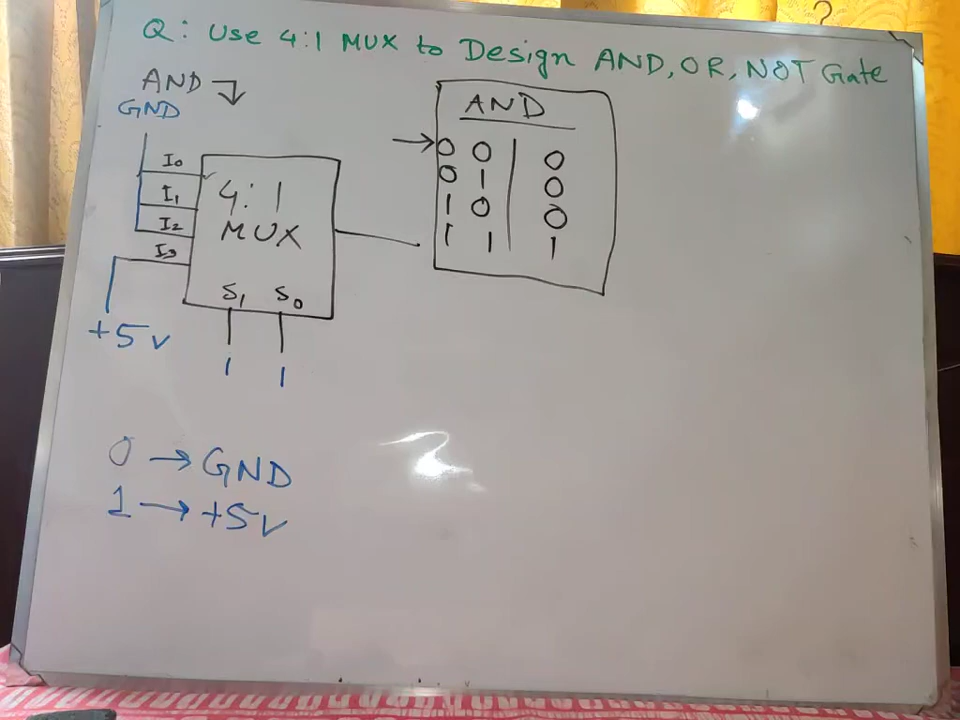 Q: Use 4:1 MUX to Design AND, OR, NOT Gate
AND
GND
I0
I1
I2
I3
4:1
MUX
S1 S0
+5v
1 1
AND
0 0 0
0 1 0
1 0 0
1 1 1
0 → GND
1 → +5v